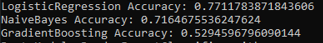 LogisticRegression Accuracy: 0.7711783871843606
NaiveBayes Accuracy: 0.7164675536247624
GradientBoosting Accuracy: 0.5294596796090144